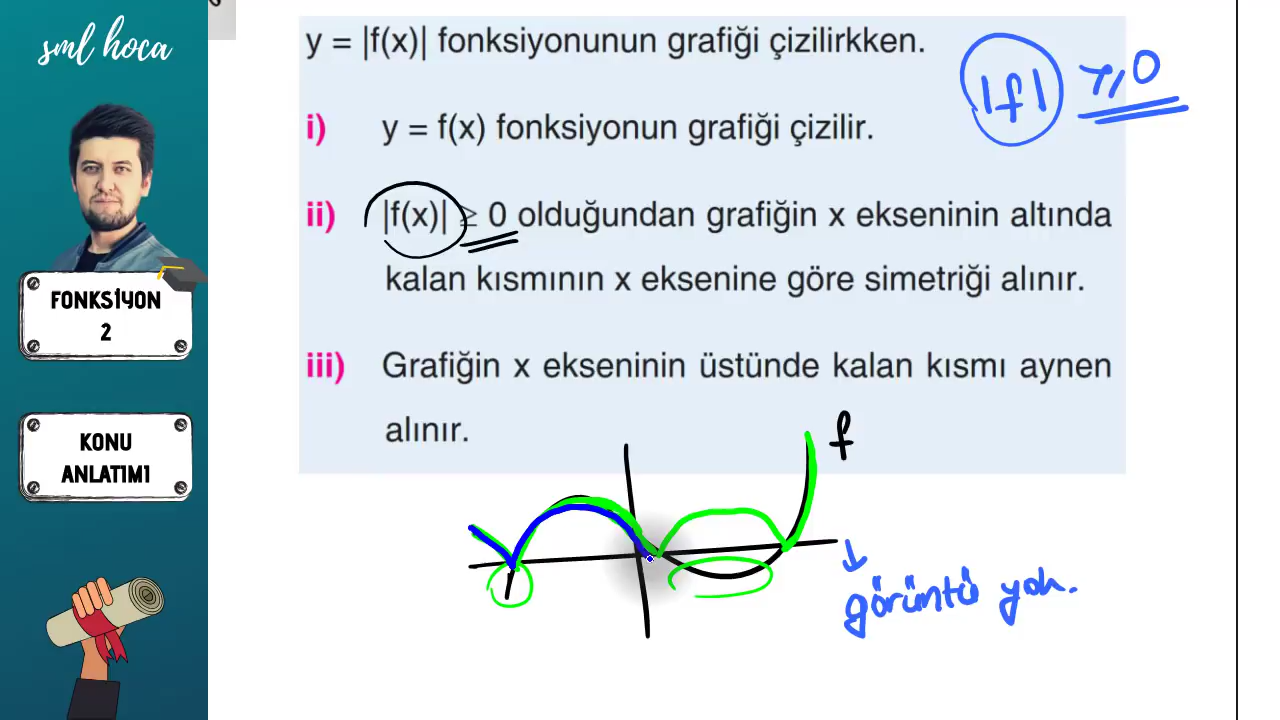 sml hoca
FONKSİYON
2
KONU
ANLATIMI
y = |f(x)| fonksiyonunun grafiği çizilirkken.
|f| ≥ 0
i) y = f(x) fonksiyonun grafiği çizilir.
ii) |f(x)| ≥ 0 olduğundan grafiğin x ekseninin altında
kalan kısmının x eksenine göre simetriği alınır.
iii) Grafiğin x ekseninin üstünde kalan kısmı aynen
alınır.
f
görüntü yok.